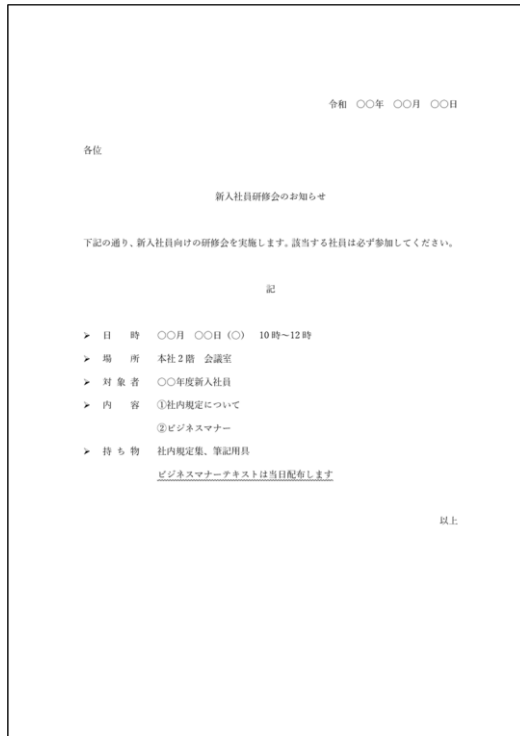 令和　○○年　○○月　○○日
各位
新入社員研修会のお知らせ
下記の通り、新入社員向けの研修会を実施します。該当する社員は必ず参加してください。
記
➢ 日　時　○○月　○○日（○）　10時～12時
➢ 場　所　本社２階　会議室
➢ 対象者　○○年度新入社員
➢ 内　容　①社内規定について
②ビジネスマナー
➢ 持ち物　社内規定集、筆記用具
ビジネスマナーテキストは当日配布します
以上